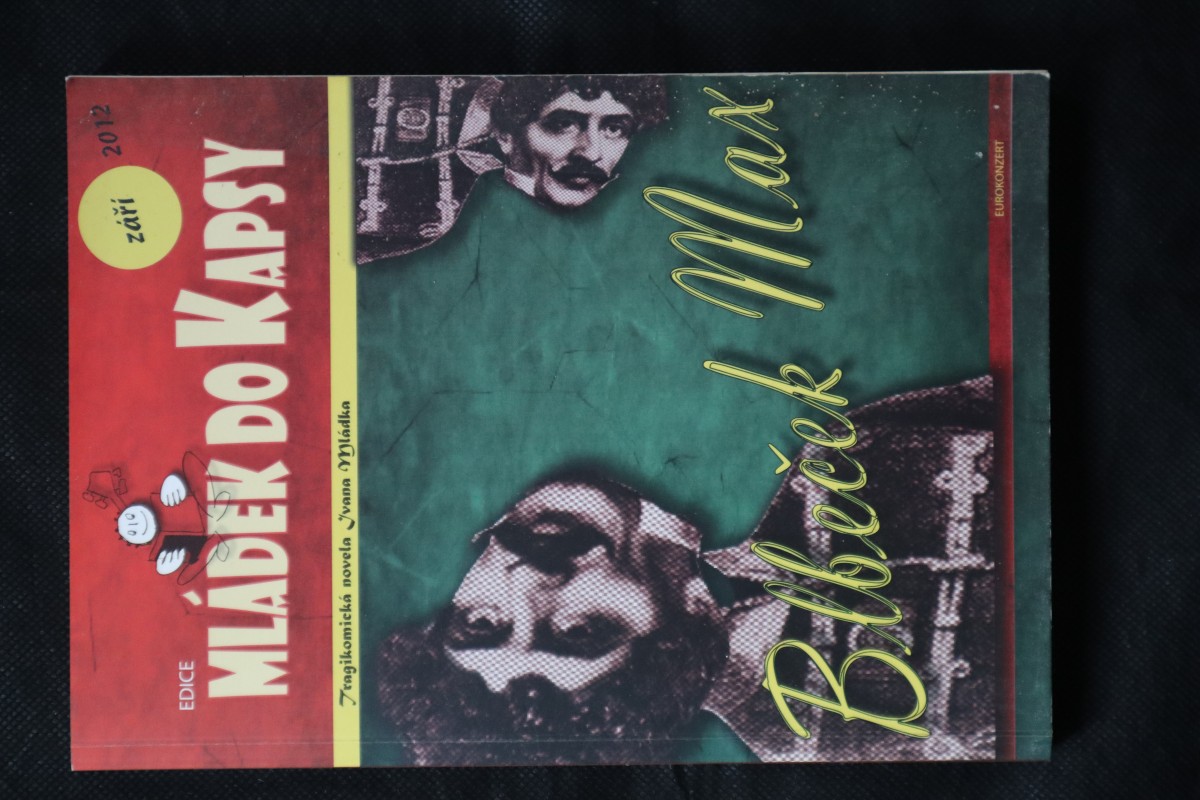 2012
září
EDICE
MLÁDEK DO KAPSY
Tragikomická novela Ivana Mládka
Blbeček Max
EUROKONZERT